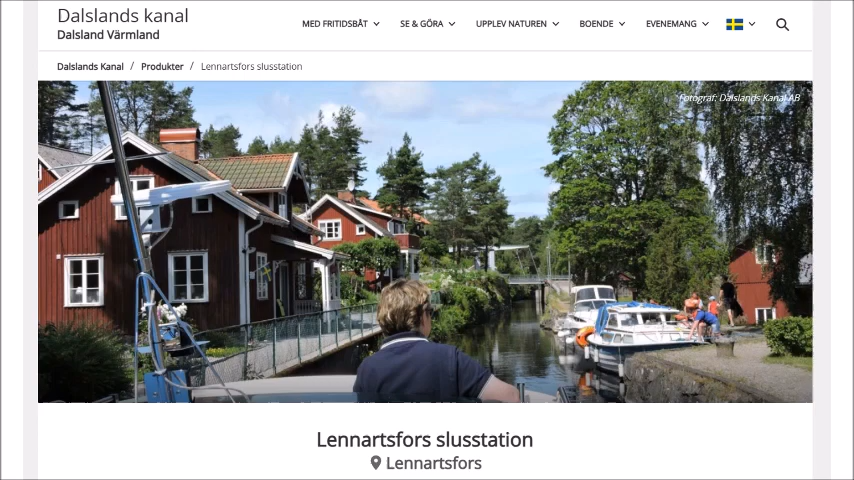 Dalslands kanal
Dalsland Värmland
MED FRITIDSBÅT
SE & GÖRA
UPPLEV NATUREN
BOENDE
EVENEMANG
Dalslands Kanal / Produkter / Lennartsfors slusstation
Fotograf: Dalslands Kanal AB
Lennartsfors slusstation
Lennartsfors